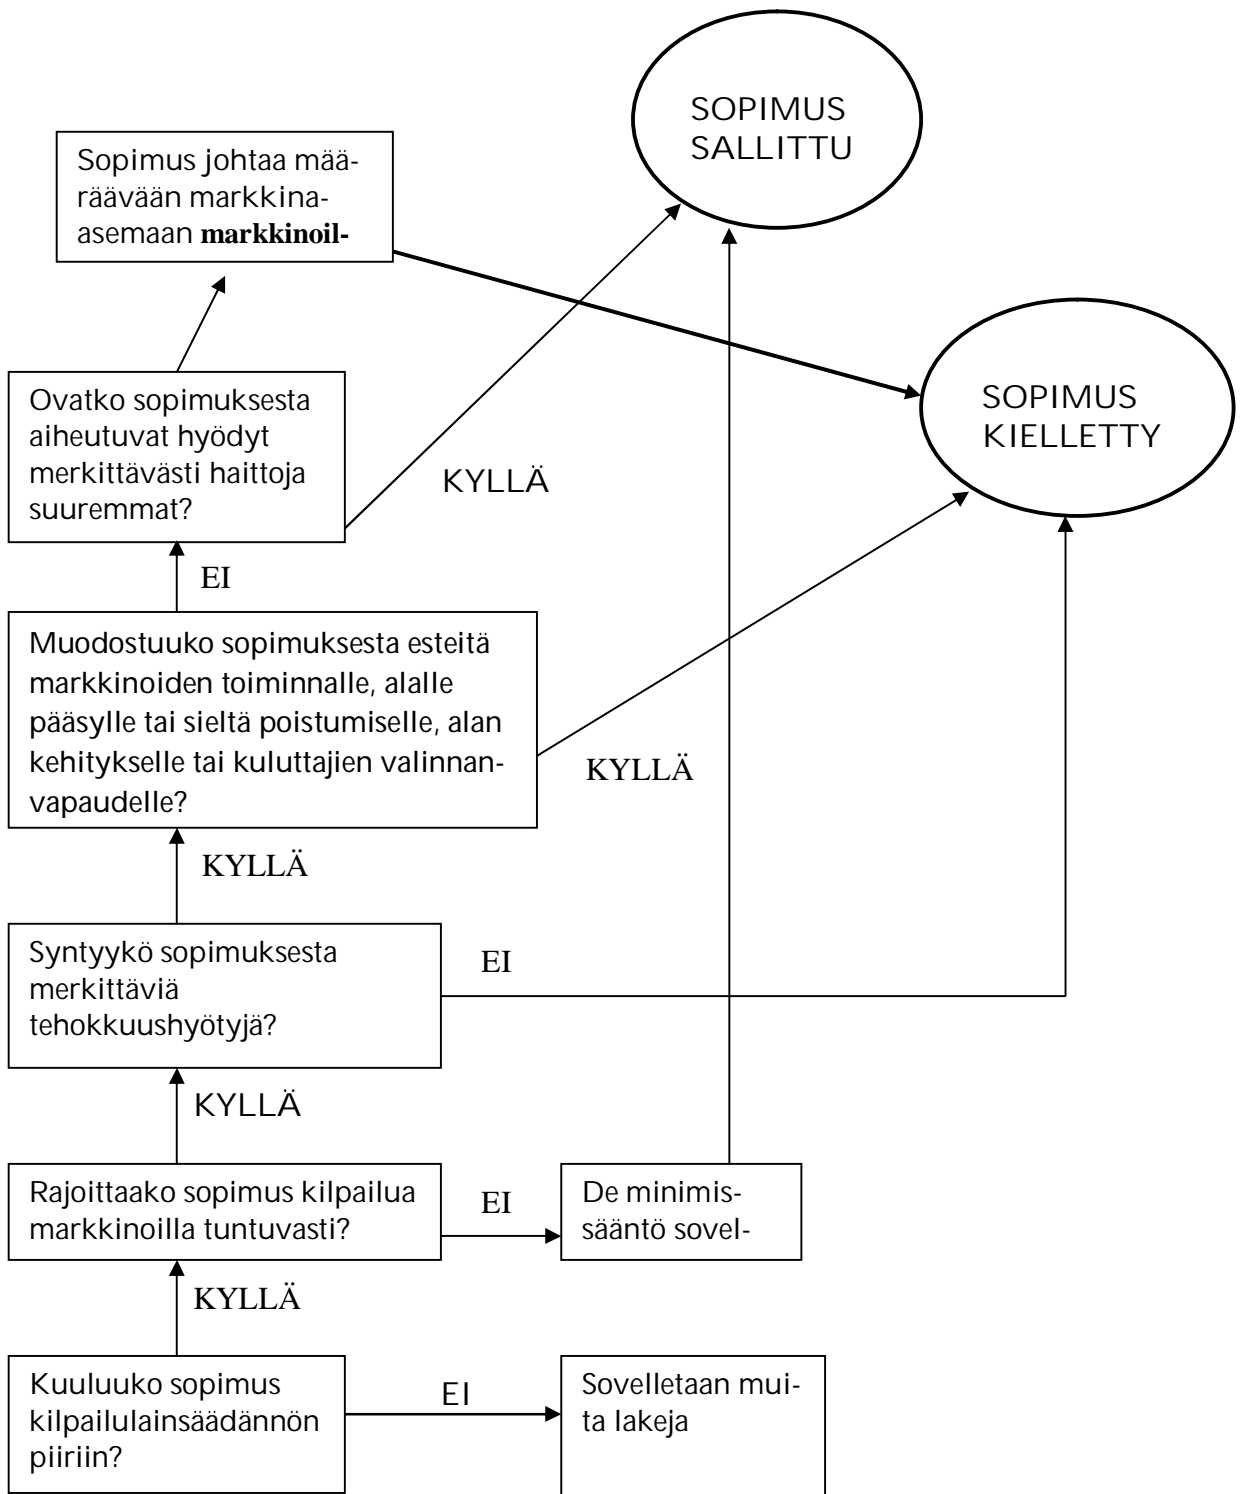 SOPIMUS
SALLITTU
Sopimus johtaa mää-
räävään markkina-
asemaan markkinoil-
SOPIMUS
KIELLETTY
Ovatko sopimuksesta
aiheutuvat hyödyt
merkittävästi haittoja
suuremmat?
KYLLÄ
EI
Muodostuuko sopimuksesta esteitä
markkinoiden toiminnalle, alalle
pääsylle tai sieltä poistumiselle, alan
kehitykselle tai kuluttajien valinnan-
vapaudelle?
KYLLÄ
KYLLÄ
Syntyykö sopimuksesta
merkittäviä
tehokkuushyötyjä?
EI
KYLLÄ
Rajoittaako sopimus kilpailua
markkinoilla tuntuvasti?
EI
De minimis-
sääntö sovel-
KYLLÄ
Kuuluuko sopimus
kilpailulainsäädännön
piiriin?
EI
Sovelletaan mui-
ta lakeja